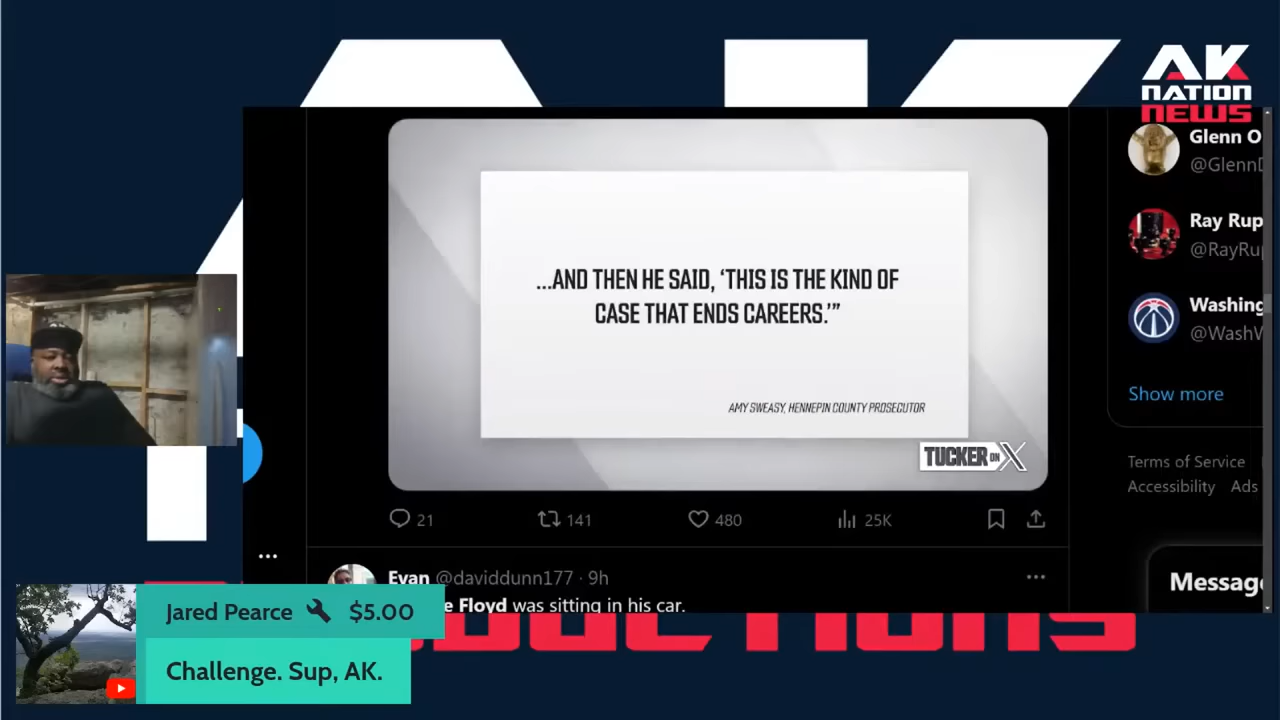 AK
NATION
NEWS
Glenn O
@GlennD
Ray Rup
@RayRup
Washing
@WashW
Show more
Terms of Service
Accessibility Ads
Message
...AND THEN HE SAID, ‘THIS IS THE KIND OF
CASE THAT ENDS CAREERS.’”
AMY SWEASY, HENNEPIN COUNTY PROSECUTOR
TUCKER ON X
21 141 480 25K
Evan @daviddunn177 · 9h
e Floyd was sitting in his car.
Jared Pearce $5.00
Challenge. Sup, AK.